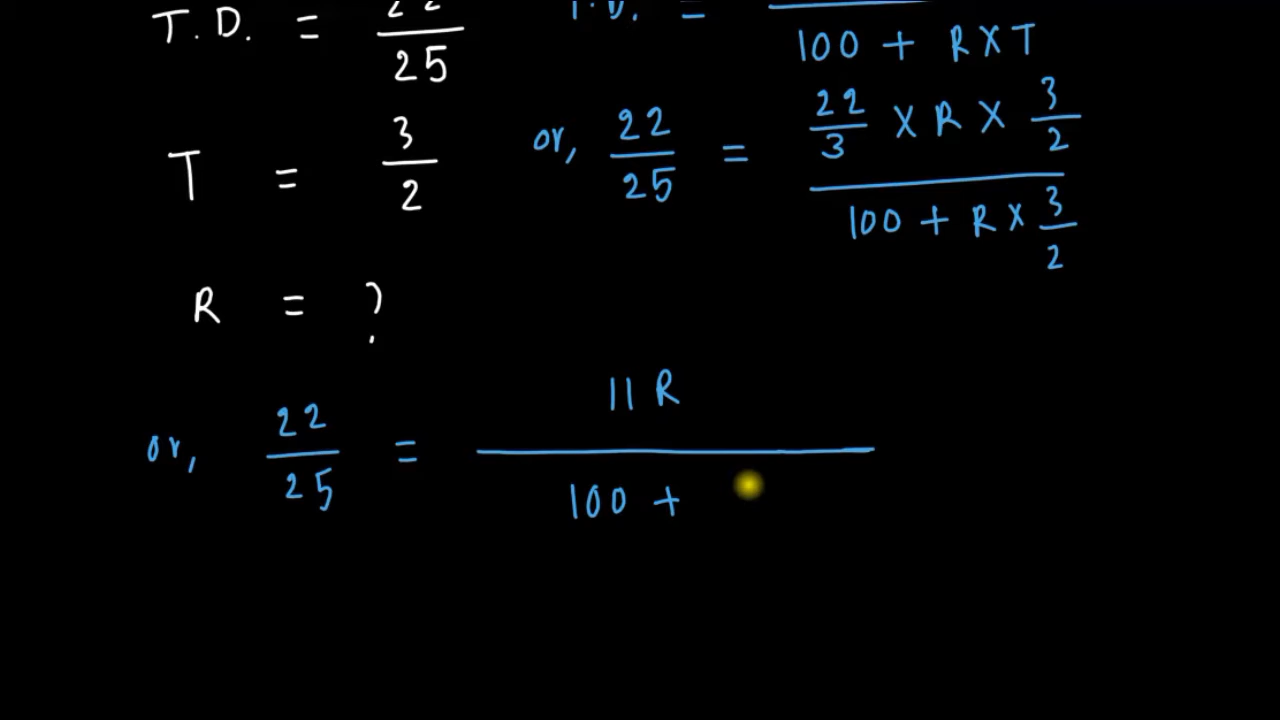 T.D. = 22/25
T.D. = 
100 + R X T
or, 22/25 = (22/3 X R X 3/2)/(100 + R X 3/2)
T = 3/2
R = ?
or, 22/25 = 11 R/(100 +